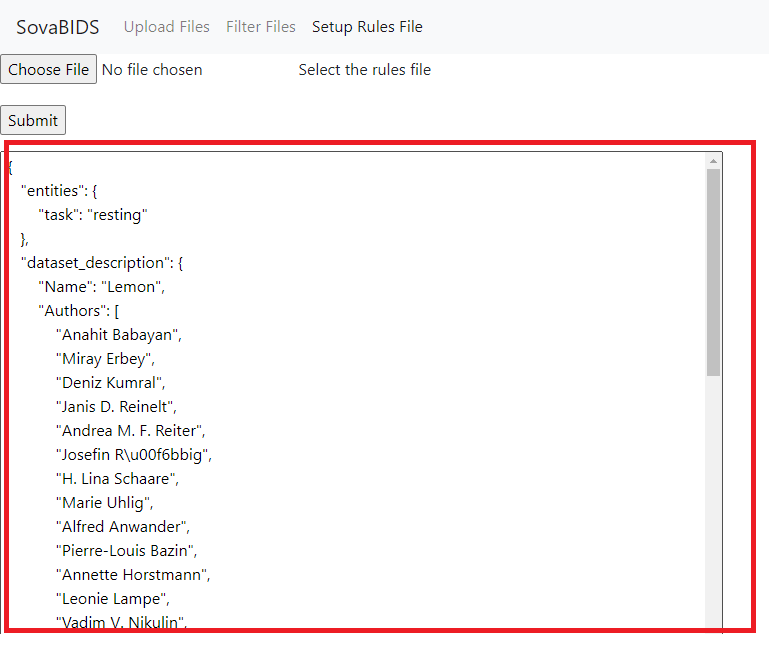 SovaBIDS Upload Files Filter Files Setup Rules File
Choose File No file chosen Select the rules file
Submit
{
"entities": {
"task": "resting"
},
"dataset_description": {
"Name": "Lemon",
"Authors": [
"Anahit Babayan",
"Miray Erbey",
"Deniz Kumral",
"Janis D. Reinelt",
"Andrea M. F. Reiter",
"Josefin R\u00f6bbig",
"H. Lina Schaare",
"Marie Uhlig",
"Alfred Anwander",
"Pierre-Louis Bazin",
"Annette Horstmann",
"Leonie Lampe",
"Vadim V. Nikulin",